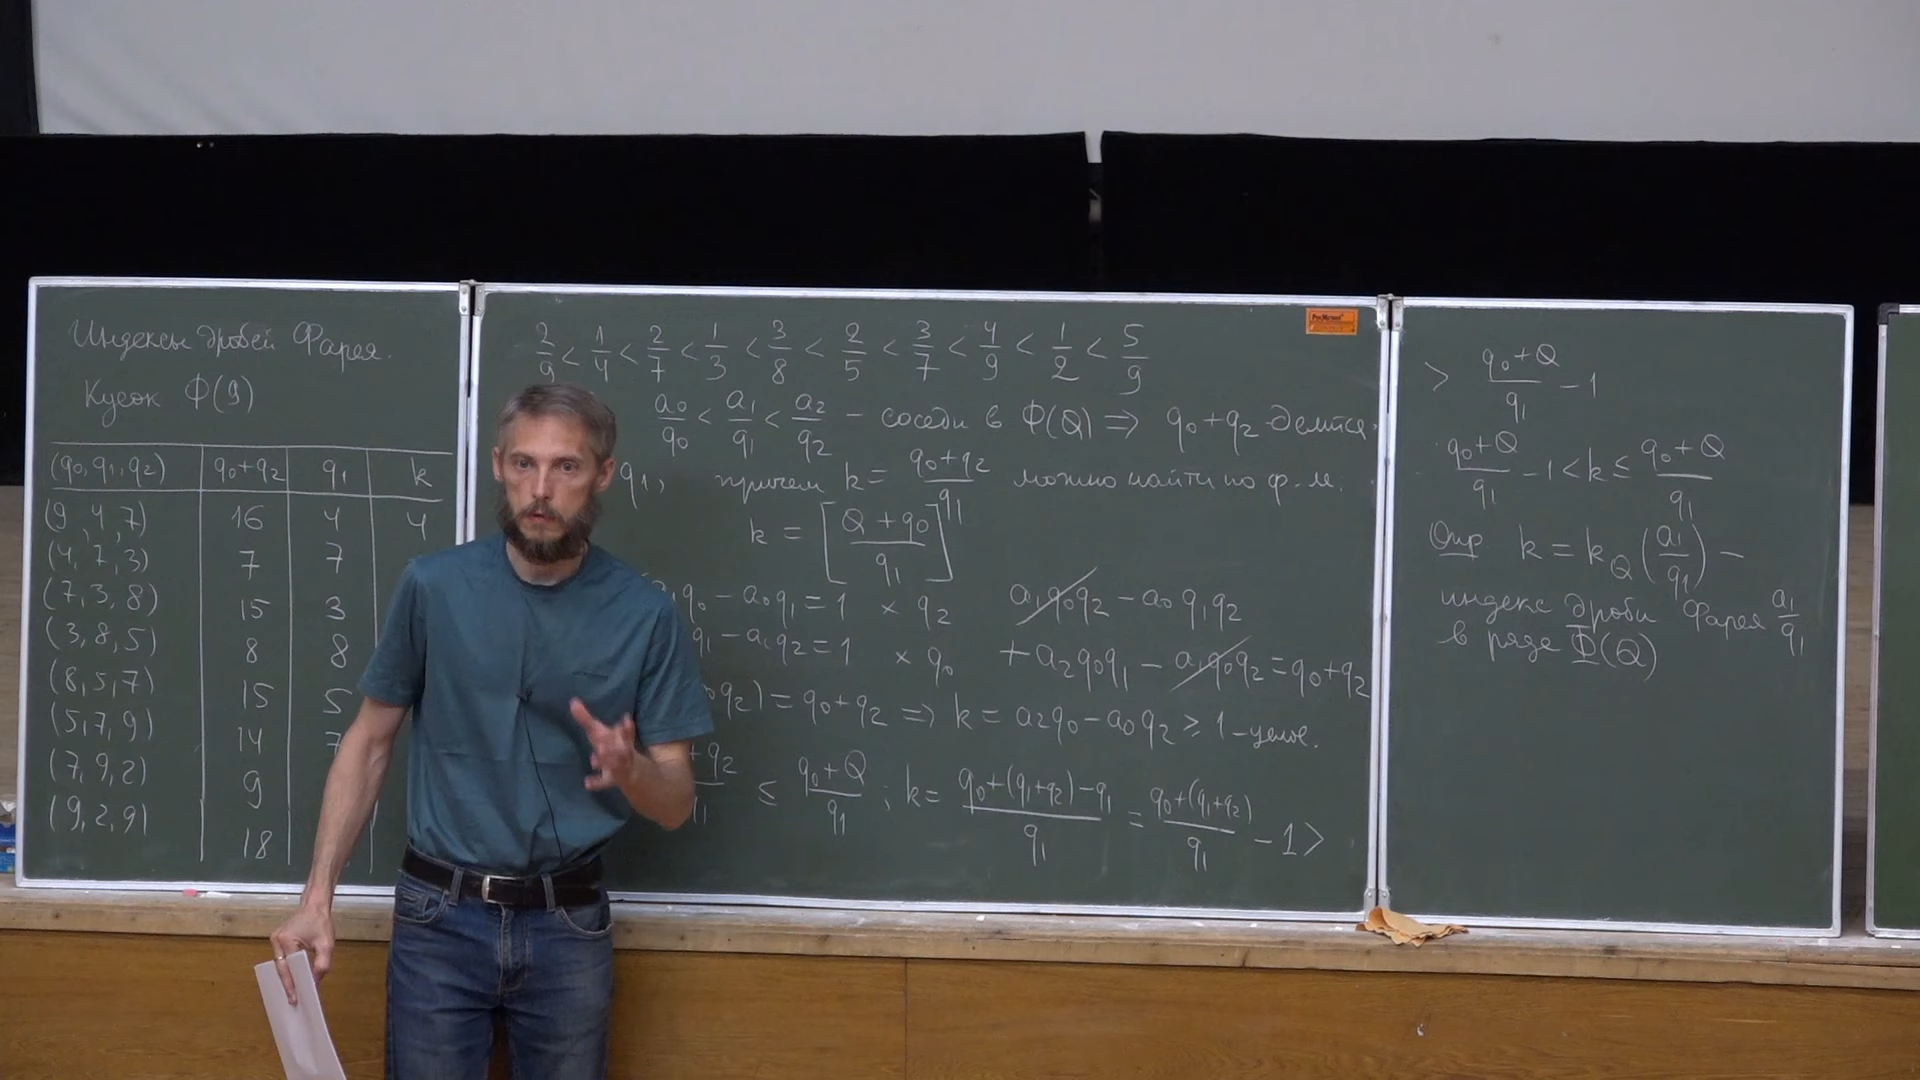 Индексы дробей Фарея.
Кусок Ф(9)
(q₀,q₁,q₂) q₀+q₂ q₁ k
(9,4,7) 16 4 4
(4,7,3) 7 7
(7,3,8) 15 3
(3,8,5) 8 8
(8,5,7) 15 5
(5,7,9) 14 7
(7,9,2) 9
(9,2,9) 18
2/9 < 1/4 < 2/7 < 1/3 < 3/8 < 2/5 < 3/7 < 4/9 < 1/2 < 5/9
РосМетал
a₀/q₀ < a₁/q₁ < a₂/q₂ – соседи в Ф(Q) ⇒ q₀+q₂ делится
q₁, причем k = (q₀+q₂)/q₁ можно найти по ф-ле.
k = [(Q+q₀)/q₁]
q₀ – a₀q₁ = 1 × q₂
q₁ – a₁q₂ = 1 × q₀
a₁q₀q₂ – a₀q₁q₂
+ a₂q₀q₁ – a₁q₀q₂ = q₀+q₂
q₂) = q₀+q₂ ⇒ k = a₂q₀–a₀q₂ ⩾ 1 – целое.
≤ (q₀+Q)/q₁ ; k = (q₀+(q₁+q₂)–q₁)/q₁ = (q₀+(q₁+q₂))/q₁ – 1 >
> (q₀+Q)/q₁ – 1
(q₀+Q)/q₁ – 1 < k ≤ (q₀+Q)/q₁
Опр k = k_Q (a₁/q₁) –
индекс дроби Фарея a₁/q₁
в ряде Ф(Q)